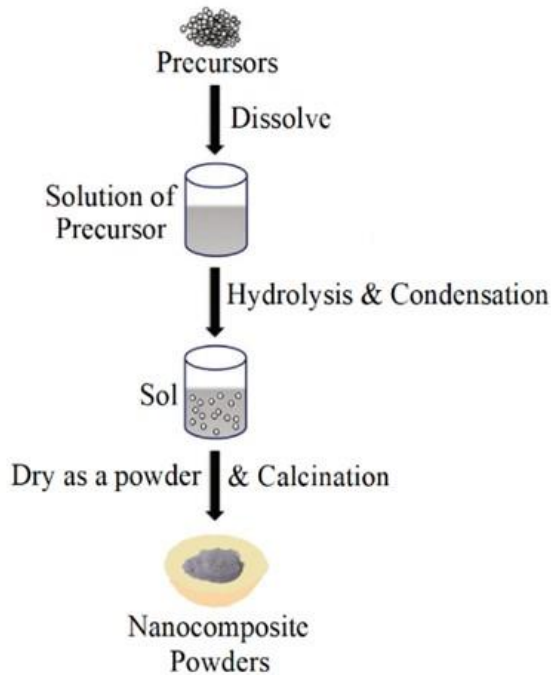 Precursors
Dissolve
Solution of
Precursor
Hydrolysis & Condensation
Sol
Dry as a powder & Calcination
Nanocomposite
Powders